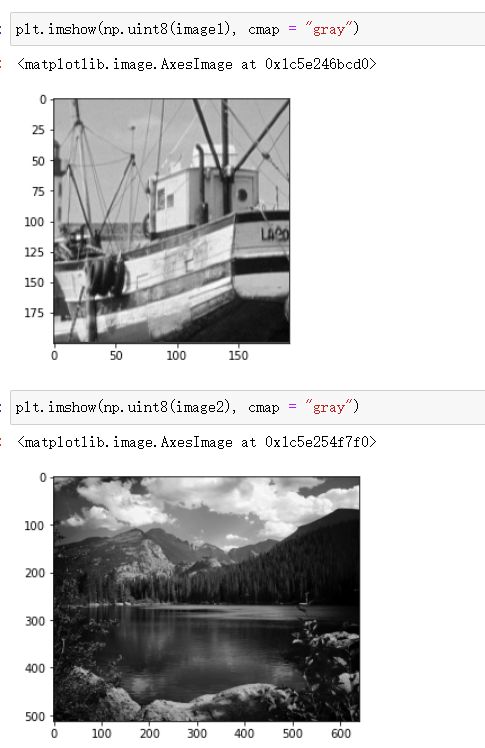 : plt.imshow(np.uint8(image1), cmap = "gray")
: <matplotlib.image.AxesImage at 0x1c5e246bcd0>
0
25
50
75
100
125
150
175
LAGO
0 50 100 150
: plt.imshow(np.uint8(image2), cmap = "gray")
: <matplotlib.image.AxesImage at 0x1c5e254f7f0>
0
100
200
300
400
500
0 100 200 300 400 500 600